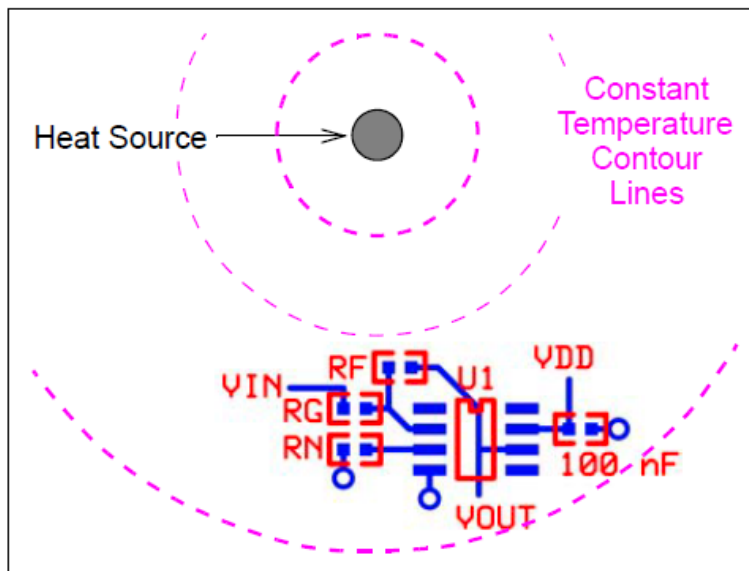 Heat Source
Constant
Temperature
Contour
Lines
RF
U1
VDD
VIN
RG
RN
100 nF
VOUT